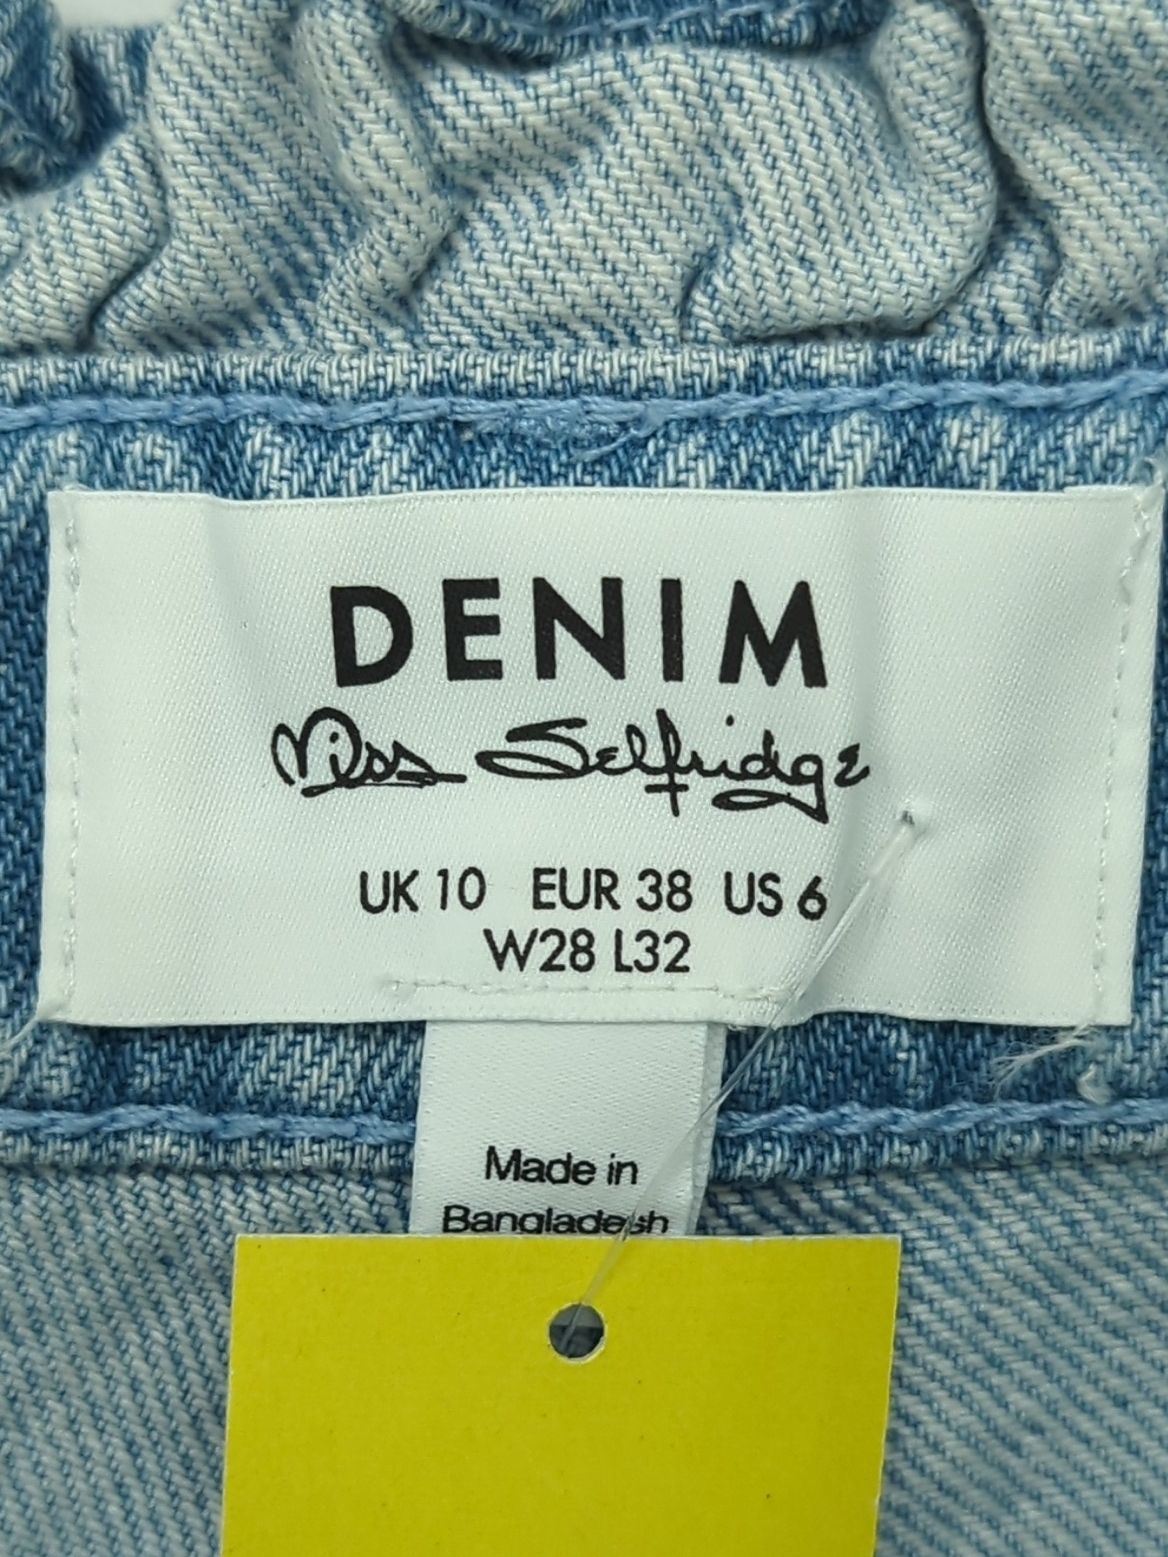 DENIM
Miss Selfridge
UK 10 EUR 38 US 6
W28 L32
Made in
Bangladesh